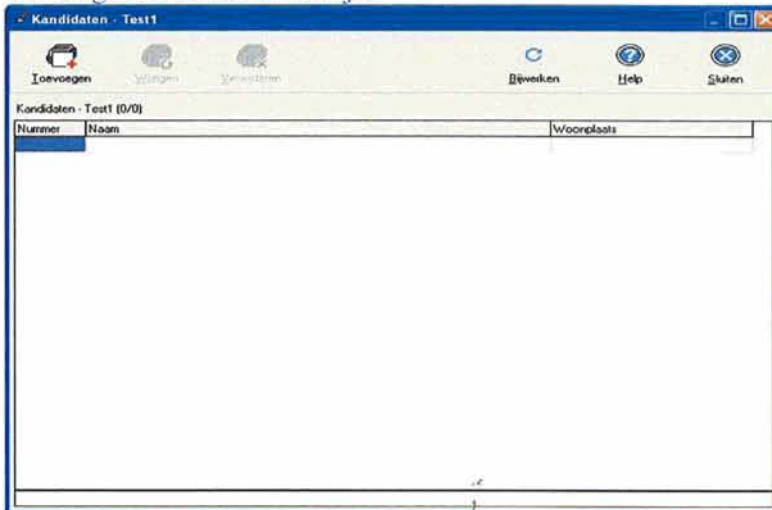 Kandidaten - Test1
Toevoegen Wijzigen Verwijderen Bijwerken Help Sluiten
Kandidaten - Test1 (0/0)
Nummer Naam Woonplaats